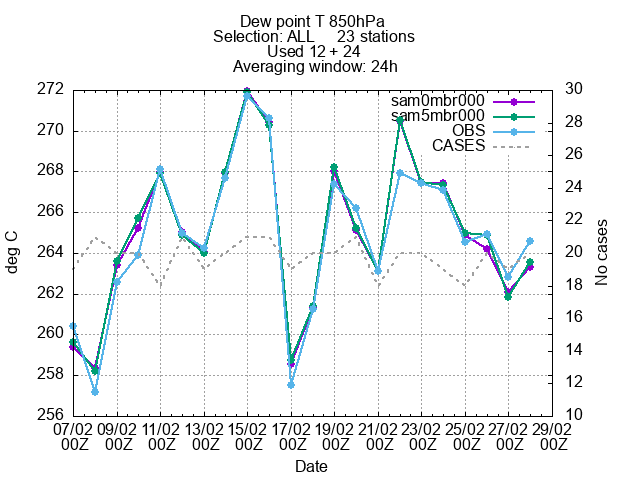 Dew point T 850hPa
Selection: ALL 23 stations
Used 12 + 24
Averaging window: 24h
272
270
268
266
264
262
260
258
256
deg C
30
28
26
24
22
20
18
16
14
12
10
No cases
sam0mbr000
sam5mbr000
OBS
CASES
07/02 09/02 11/02 13/02 15/02 17/02 19/02 21/02 23/02 25/02 27/02 29/02
00Z 00Z 00Z 00Z 00Z 00Z 00Z 00Z 00Z 00Z 00Z 00Z
Date